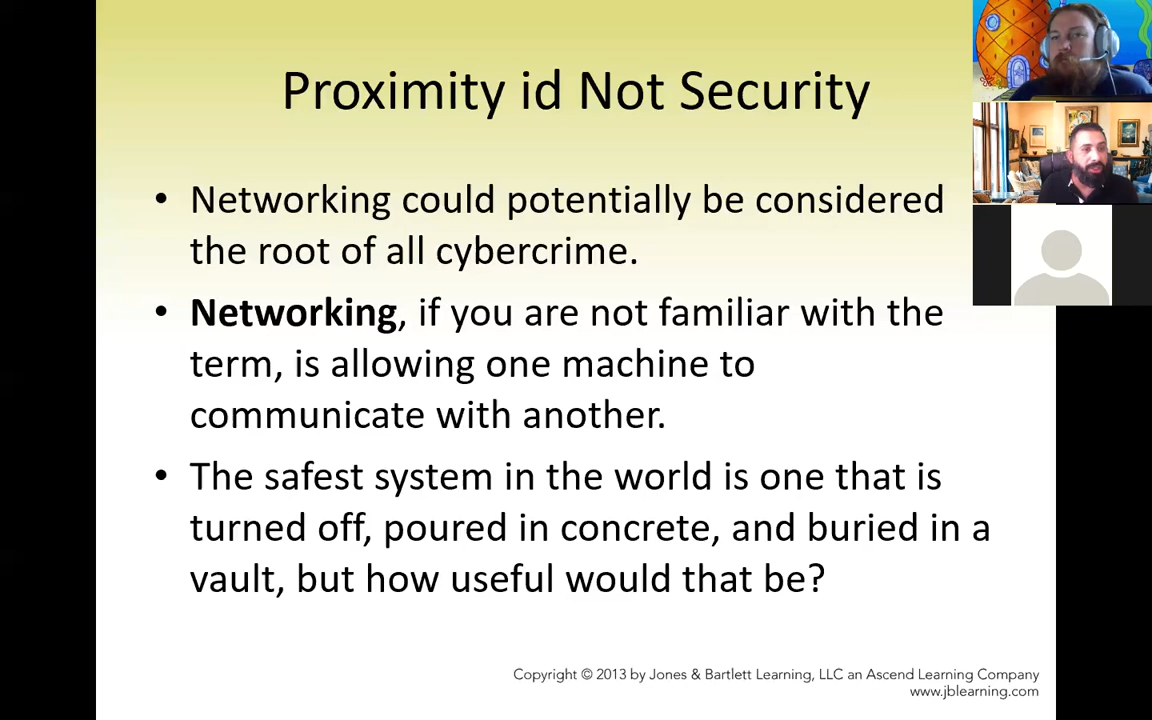 Proximity id Not Security
• Networking could potentially be considered
the root of all cybercrime.
• Networking, if you are not familiar with the
term, is allowing one machine to
communicate with another.
• The safest system in the world is one that is
turned off, poured in concrete, and buried in a
vault, but how useful would that be?
Copyright © 2013 by Jones & Bartlett Learning, LLC an Ascend Learning Company
www.jblearning.com